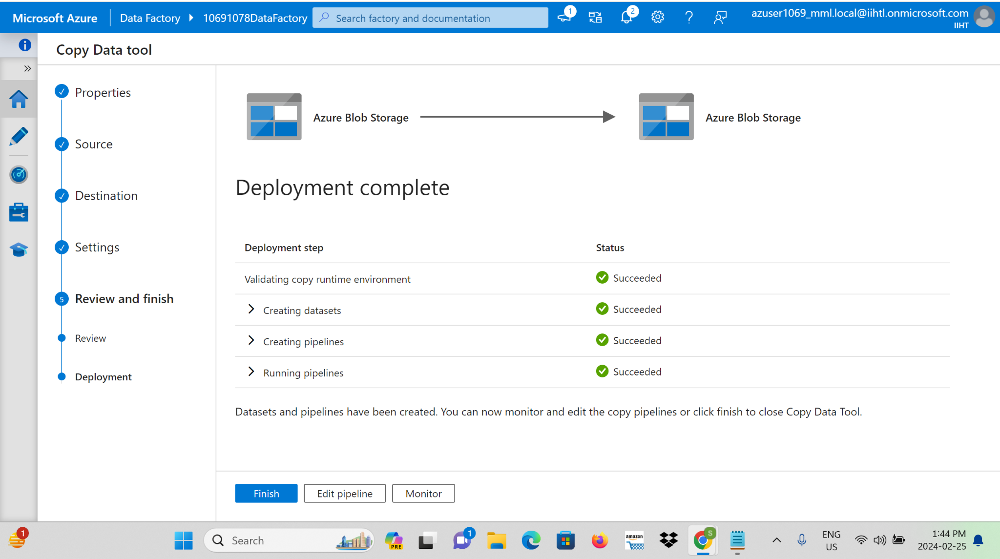 Microsoft Azure
Data Factory
10691078DataFactory
Search factory and documentation
1
2
azuser1069_mml.local@iihtl.onmicrosoft.com
IIHT
Copy Data tool
Properties
Source
Destination
Settings
5
Review and finish
Review
Deployment
Azure Blob Storage
Azure Blob Storage
Deployment complete
Deployment step
Status
Validating copy runtime environment
Succeeded
Creating datasets
Succeeded
Creating pipelines
Succeeded
Running pipelines
Succeeded
Datasets and pipelines have been created. You can now monitor and edit the copy pipelines or click finish to close Copy Data Tool.
Finish
Edit pipeline
Monitor
1
Search
PRE
1
amazon
S
ENG
US
1:44 PM
2024-02-25